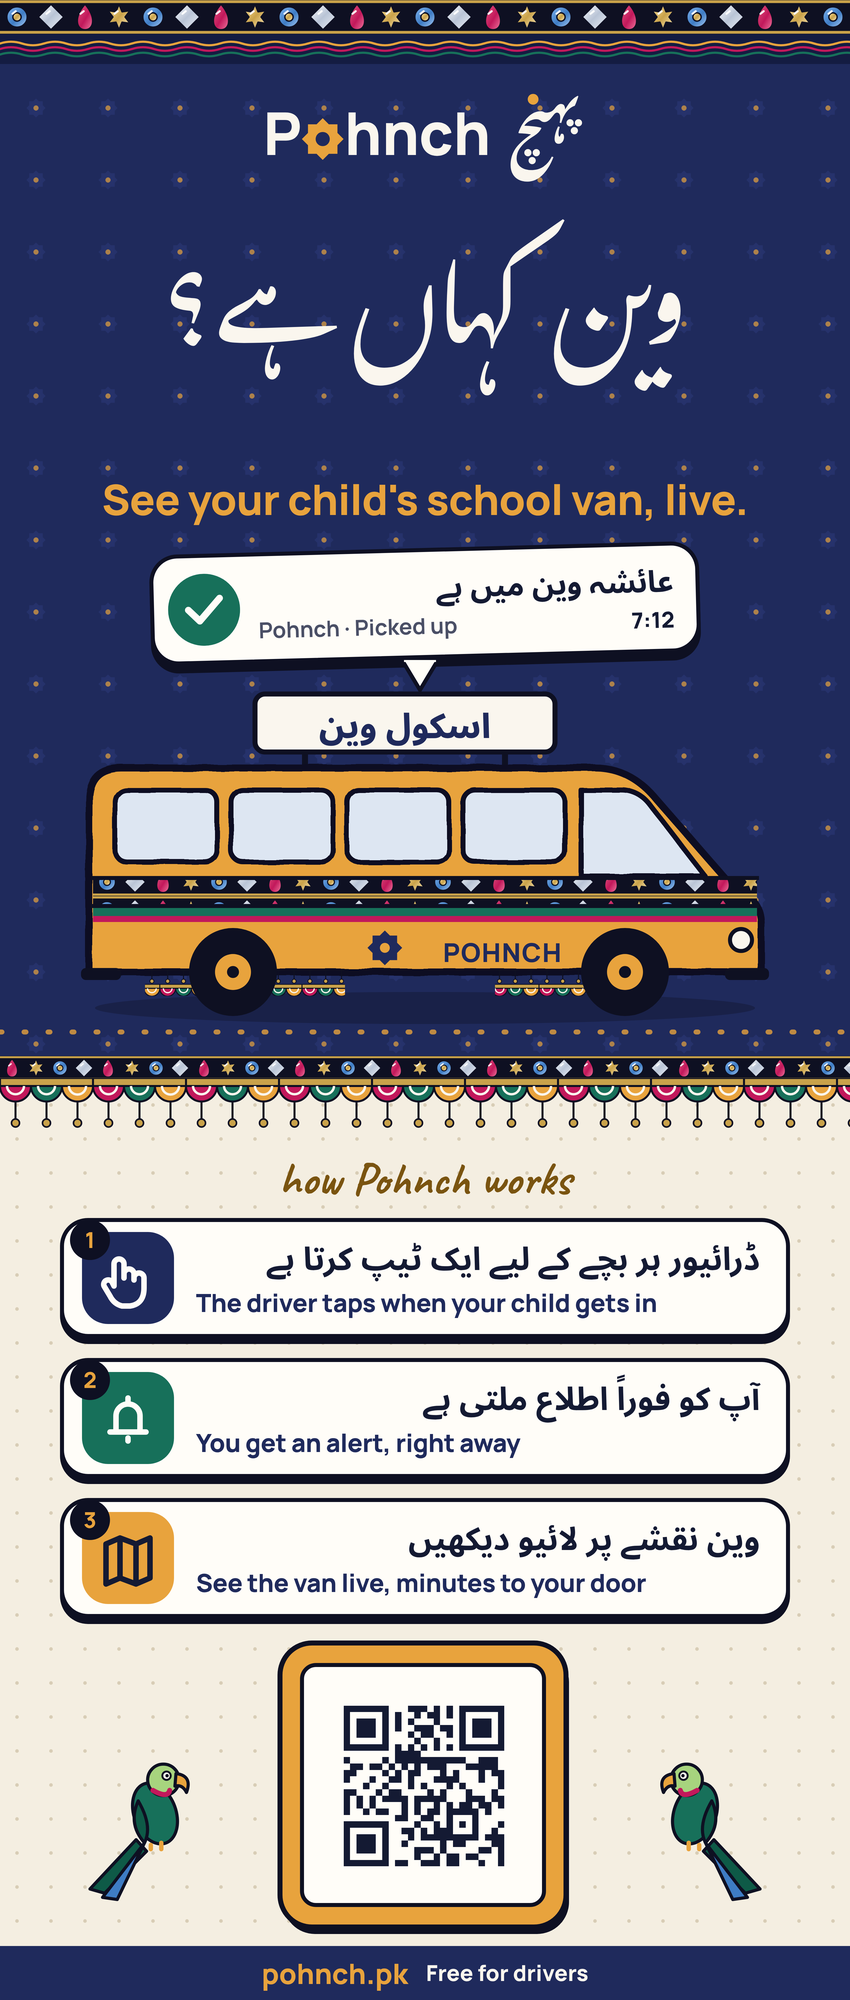 Pohnch پہنچ
وین کہاں ہے؟
See your child's school van, live.
عائشہ وین میں ہے
Pohnch · Picked up 7:12
اسکول وین
POHNCH
how Pohnch works
1
ڈرائیور ہر بچے کے لیے ایک ٹیپ کرتا ہے
The driver taps when your child gets in
2
آپ کو فوراً اطلاع ملتی ہے
You get an alert, right away
3
وین نقشے پر لائیو دیکھیں
See the van live, minutes to your door
pohnch.pk Free for drivers